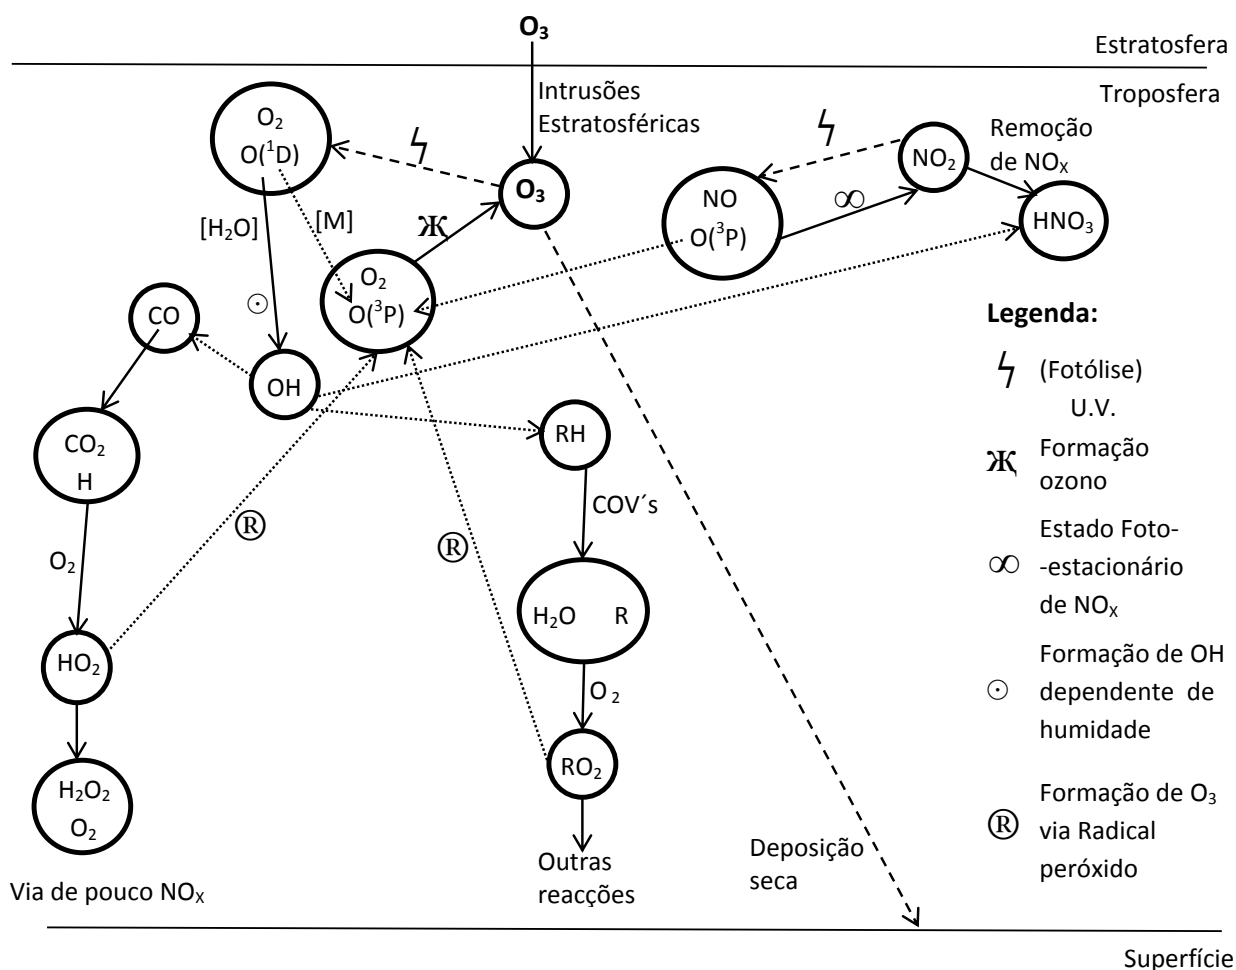 O₃
Estratosfera
Troposfera
Intrusões
Estratosféricas
O₂
O(¹D)
O₃
NO₂
Remoção
de NOₓ
NO
O(³P)
∞
HNO₃
[H₂O]
[M]
Ж
O₂
O(³P)
CO
⊙
OH
RH
CO₂
H
COV´s
®
®
O₂
H₂O R
HO₂
O₂
RO₂
H₂O₂
O₂
Outras
reacções
Deposição
seca
Via de pouco NOₓ
Superfície
Legenda:
(Fotólise)
U.V.
Ж Formação
ozono
Estado Foto-
∞ -estacionário
de NOₓ
Formação de OH
⊙ dependente de
humidade
Formação de O₃
® via Radical
peróxido